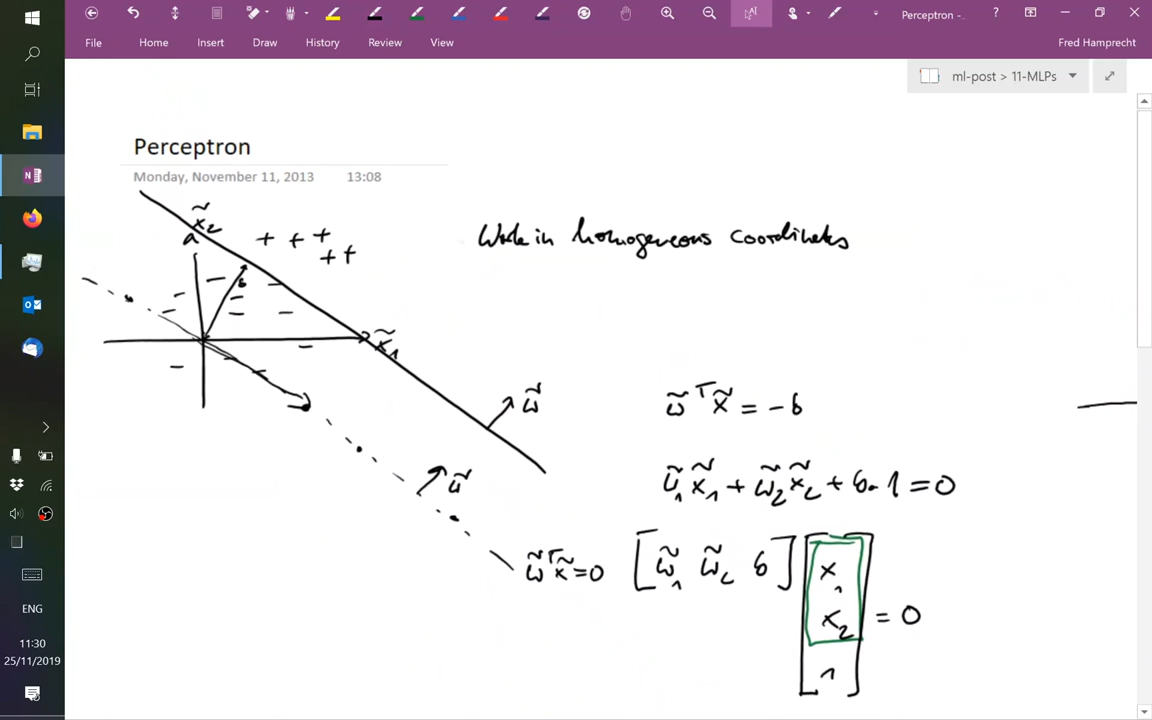 Perceptron -...
?
File Home Insert Draw History Review View
Fred Hamprecht
ml-post > 11-MLPs
Perceptron
Monday, November 11, 2013 13:08
x̃₂
+ + +
+ +
Work in homogeneous coordinates
x̃₁
w̃
w̃ᵀx̃ = -b
w̃
w̃₁x̃₁ + w̃₂x̃₂ + b·1 = 0
w̃ᵀx̃ = 0
[w̃₁ w̃₂ b] [x₁
x₂ = 0
1]
ENG
11:30
25/11/2019